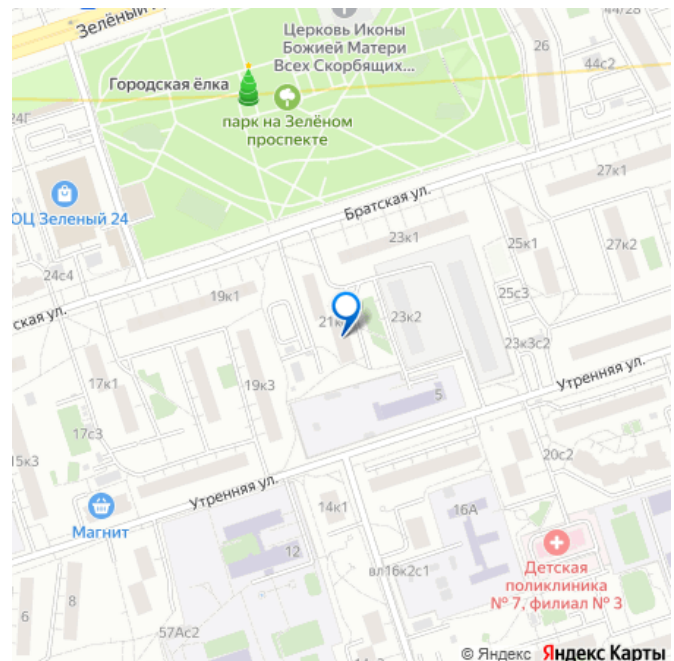 Зелёный
44/28
Церковь Иконы
Божией Матери
Всех Скорбящих...
26
44с2
Городская ёлка
24Г
парк на Зелёном
проспекте
27к1
ОЦ Зеленый 24
Братская ул.
23к1
25к1
27к2
24с4
19к1
25с3
ская ул.
23к2
23к3с2
17к1
19к3
5
Утренняя ул.
17с3
15к3
20с2
Утренняя ул.
14к1
16А
Магнит
12
вл16к2с1
Детская
поликлиника
№ 7, филиал № 3
8
6
57Ас2
14к2
© Яндекс Яндекс Карты